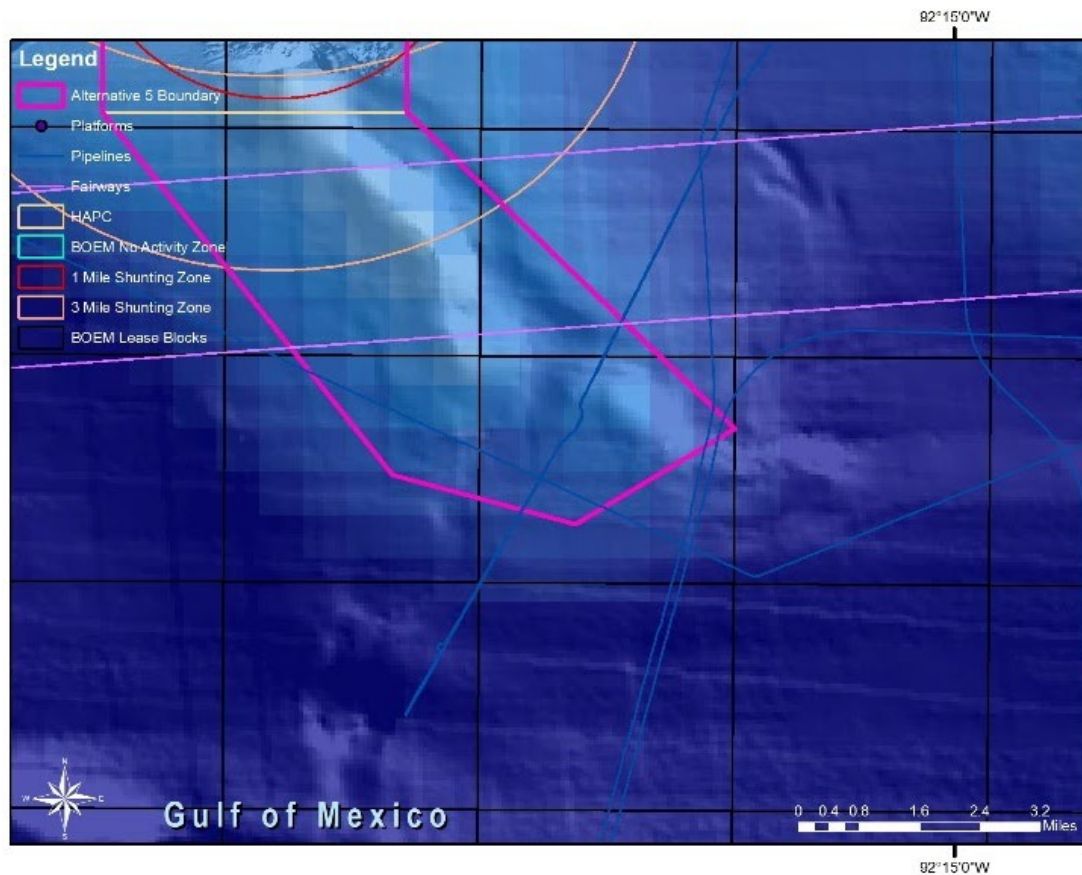 92°15'0"W
Legend
Alternative 5 Boundary
Platforms
Pipelines
Fairways
HAPC
BOEM No Activity Zone
1 Mile Shunting Zone
3 Mile Shunting Zone
BOEM Lease Blocks
N
W E
S
Gulf of Mexico
0 0.4 0.8 1.6 2.4 3.2
Miles
92°15'0"W